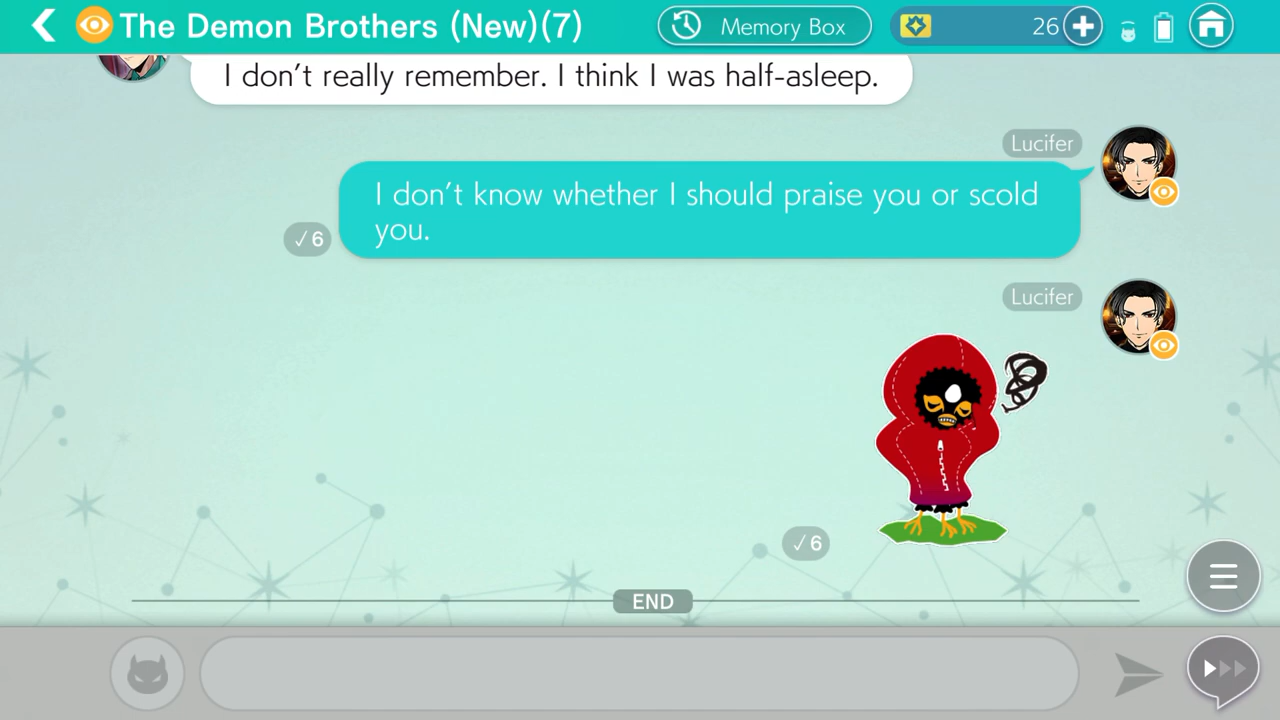 The Demon Brothers (New)(7)
Memory Box
26
I don't really remember. I think I was half-asleep.
Lucifer
I don't know whether I should praise you or scold
you.
✓6
Lucifer
✓6
END